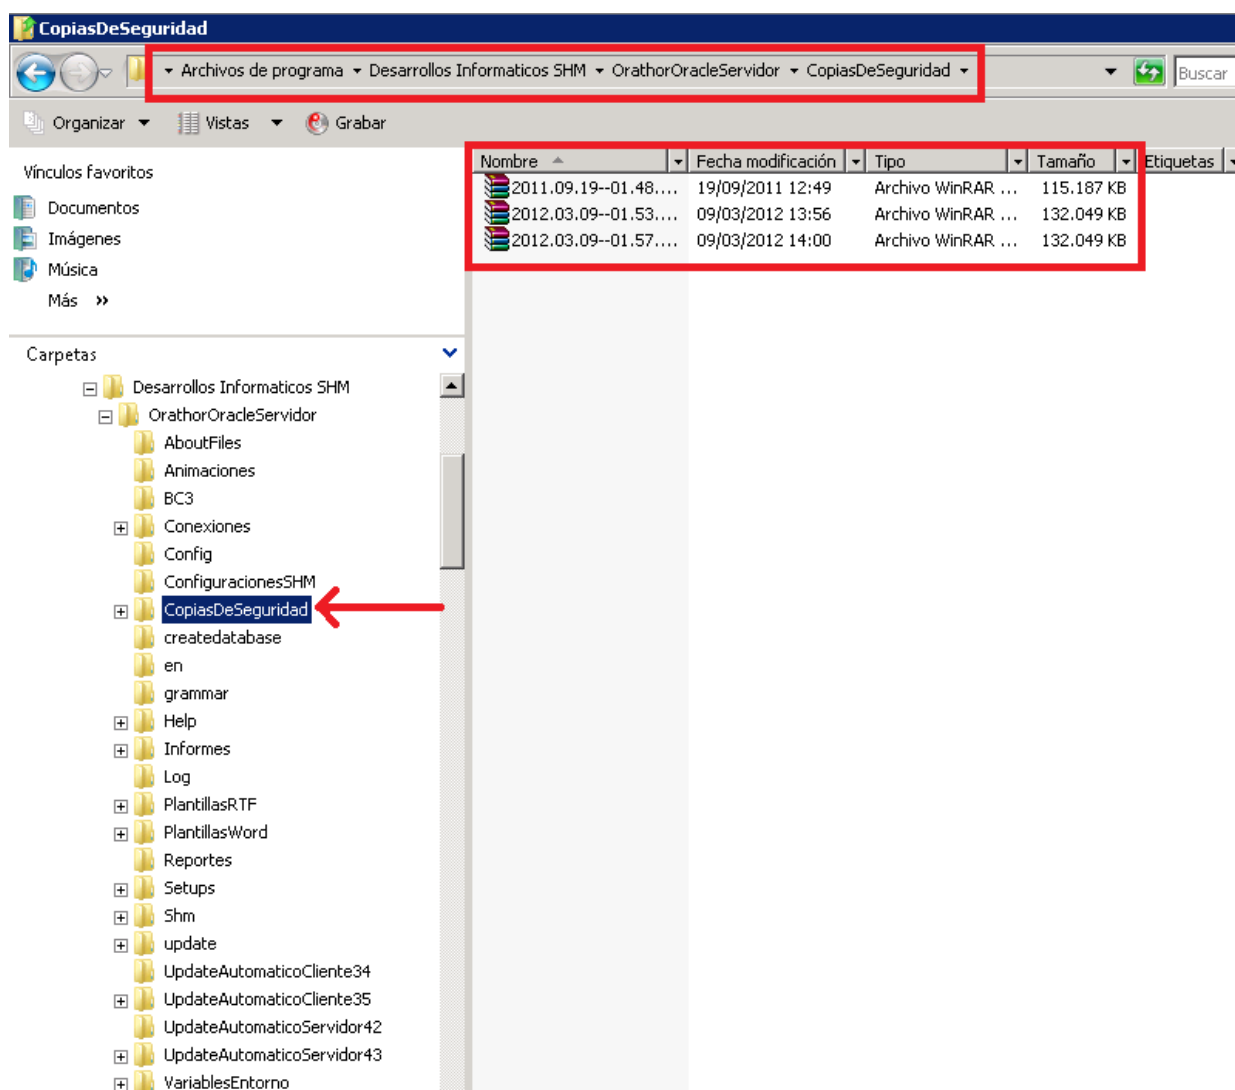 CopiasDeSeguridad
Archivos de programa Desarrollos Informaticos SHM OrathorOracleServidor CopiasDeSeguridad Buscar
Organizar Vistas Grabar
Vínculos favoritos
Documentos
Imágenes
Música
Más »
Carpetas
Desarrollos Informaticos SHM
OrathorOracleServidor
AboutFiles
Animaciones
BC3
Conexiones
Config
ConfiguracionesSHM
CopiasDeSeguridad
createdatabase
en
grammar
Help
Informes
Log
PlantillasRTF
PlantillasWord
Reportes
Setups
Shm
update
UpdateAutomaticoCliente34
UpdateAutomaticoCliente35
UpdateAutomaticoServidor42
UpdateAutomaticoServidor43
VariablesEntorno
Nombre Fecha modificación Tipo Tamaño Etiquetas
2011.09.19--01.48.... 19/09/2011 12:49 Archivo WinRAR ... 115.187 KB
2012.03.09--01.53.... 09/03/2012 13:56 Archivo WinRAR ... 132.049 KB
2012.03.09--01.57.... 09/03/2012 14:00 Archivo WinRAR ... 132.049 KB